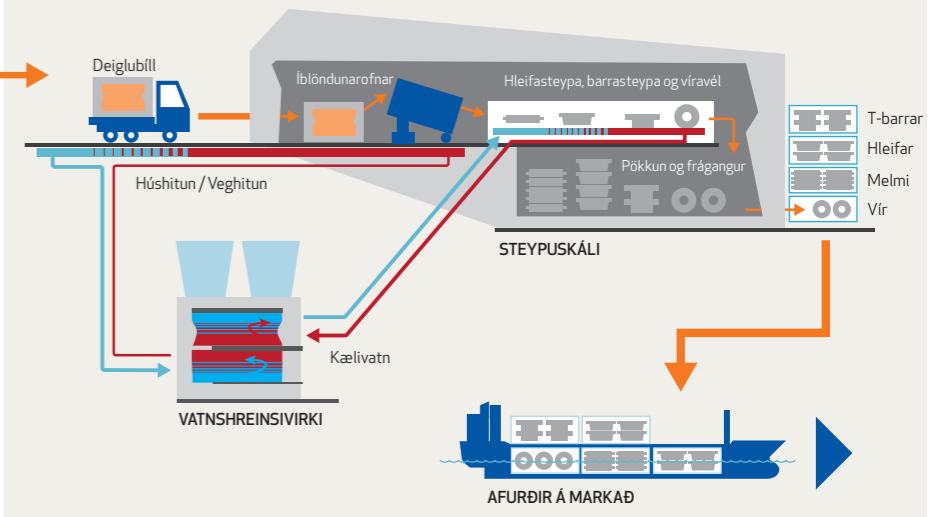 Deiglubíll
Íblöndunarofnar
Hleifasteypa, barrasteypa og víravél
Pökkun og frágangur
T-barrar
Hleifar
Melmi
Vír
Húshitun / Veghitun
STEYPUSKÁLI
Kælivatn
VATNSHREINSIVIRKI
AFURÐIR Á MARKAÐ